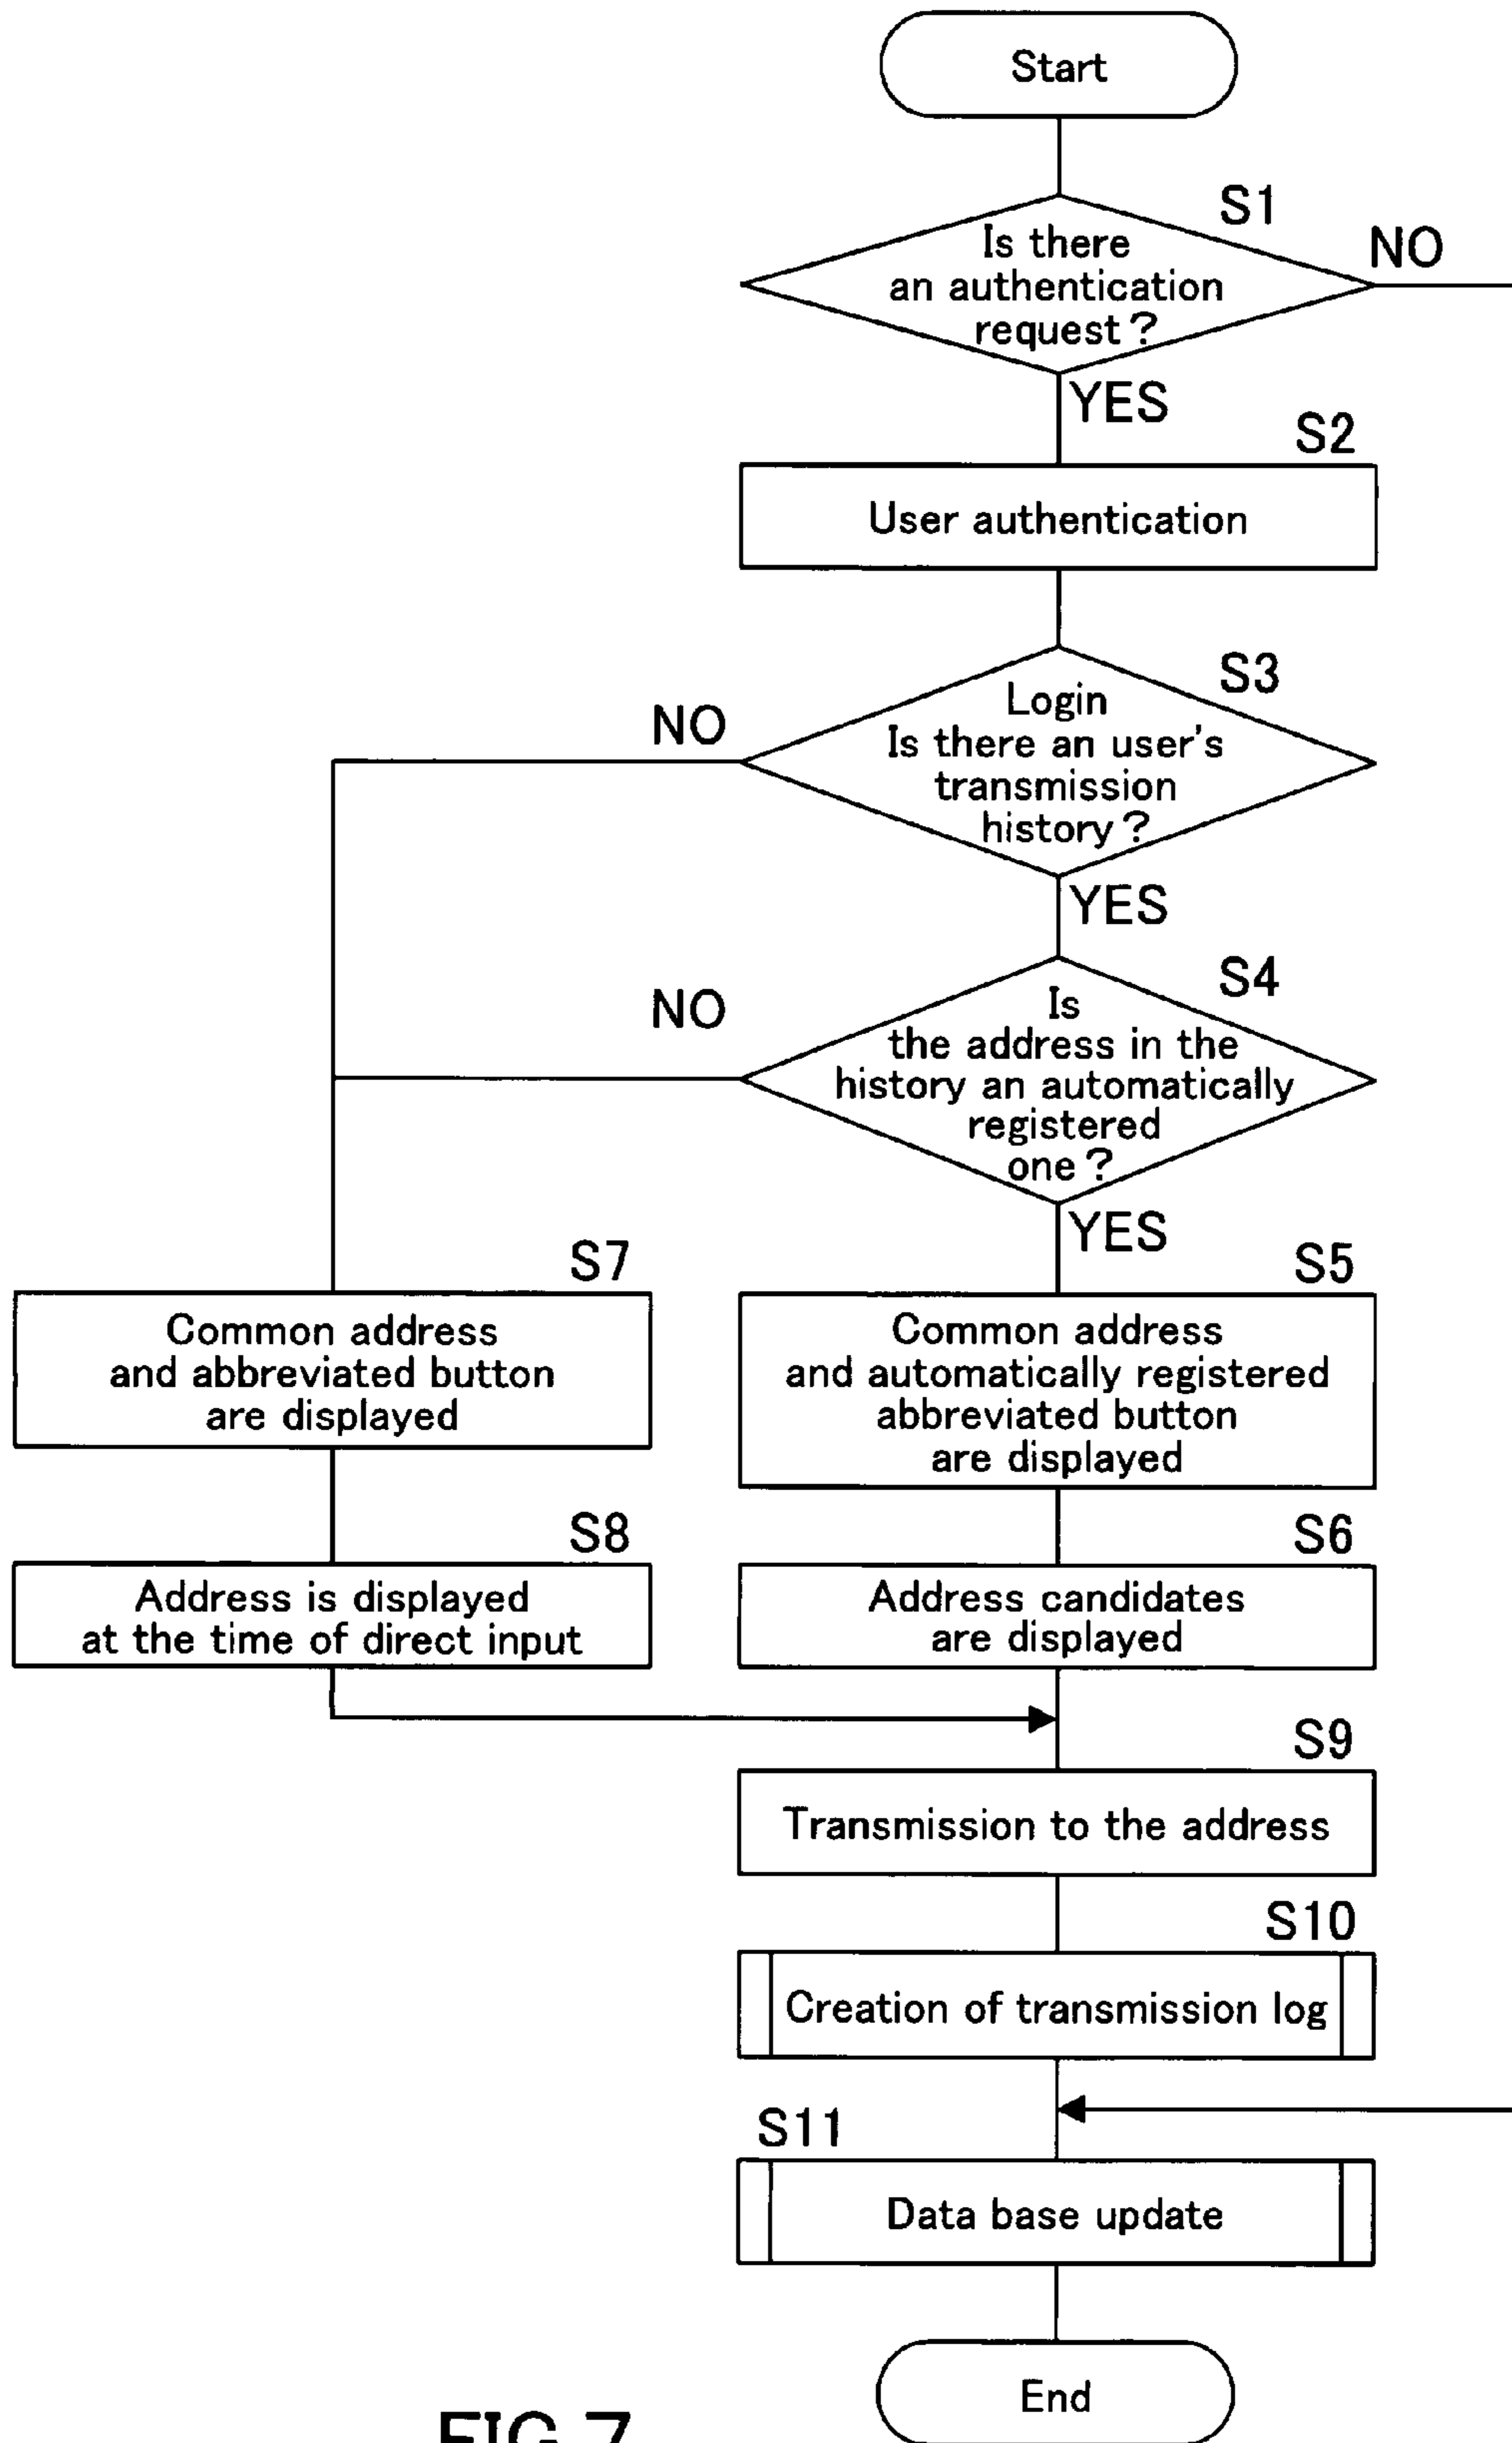 Start
S1
Is there
an authentication
request?
NO
YES
S2
User authentication
S3
Login
Is there an user's
transmission
history?
NO
YES
S4
Is
the address in the
history an automatically
registered
one?
NO
YES
S7
Common address
and abbreviated button
are displayed
S5
Common address
and automatically registered
abbreviated button
are displayed
S8
Address is displayed
at the time of direct input
S6
Address candidates
are displayed
S9
Transmission to the address
S10
Creation of transmission log
S11
Data base update
End
FIG.7